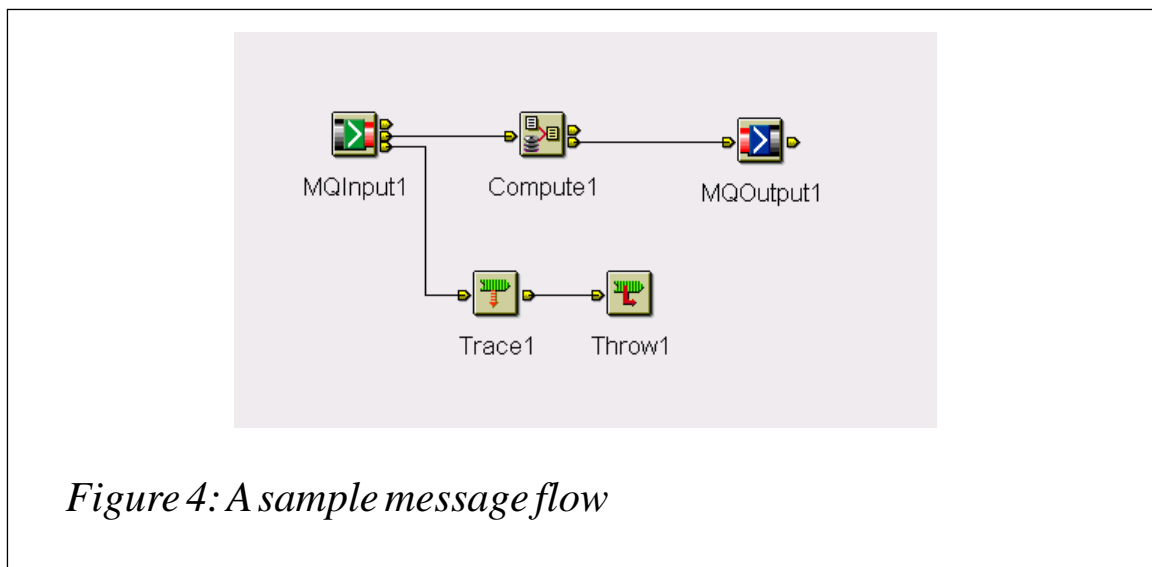 MQInput1
Compute1
MQOutput1
Trace1
Throw1
Figure 4: A sample message flow